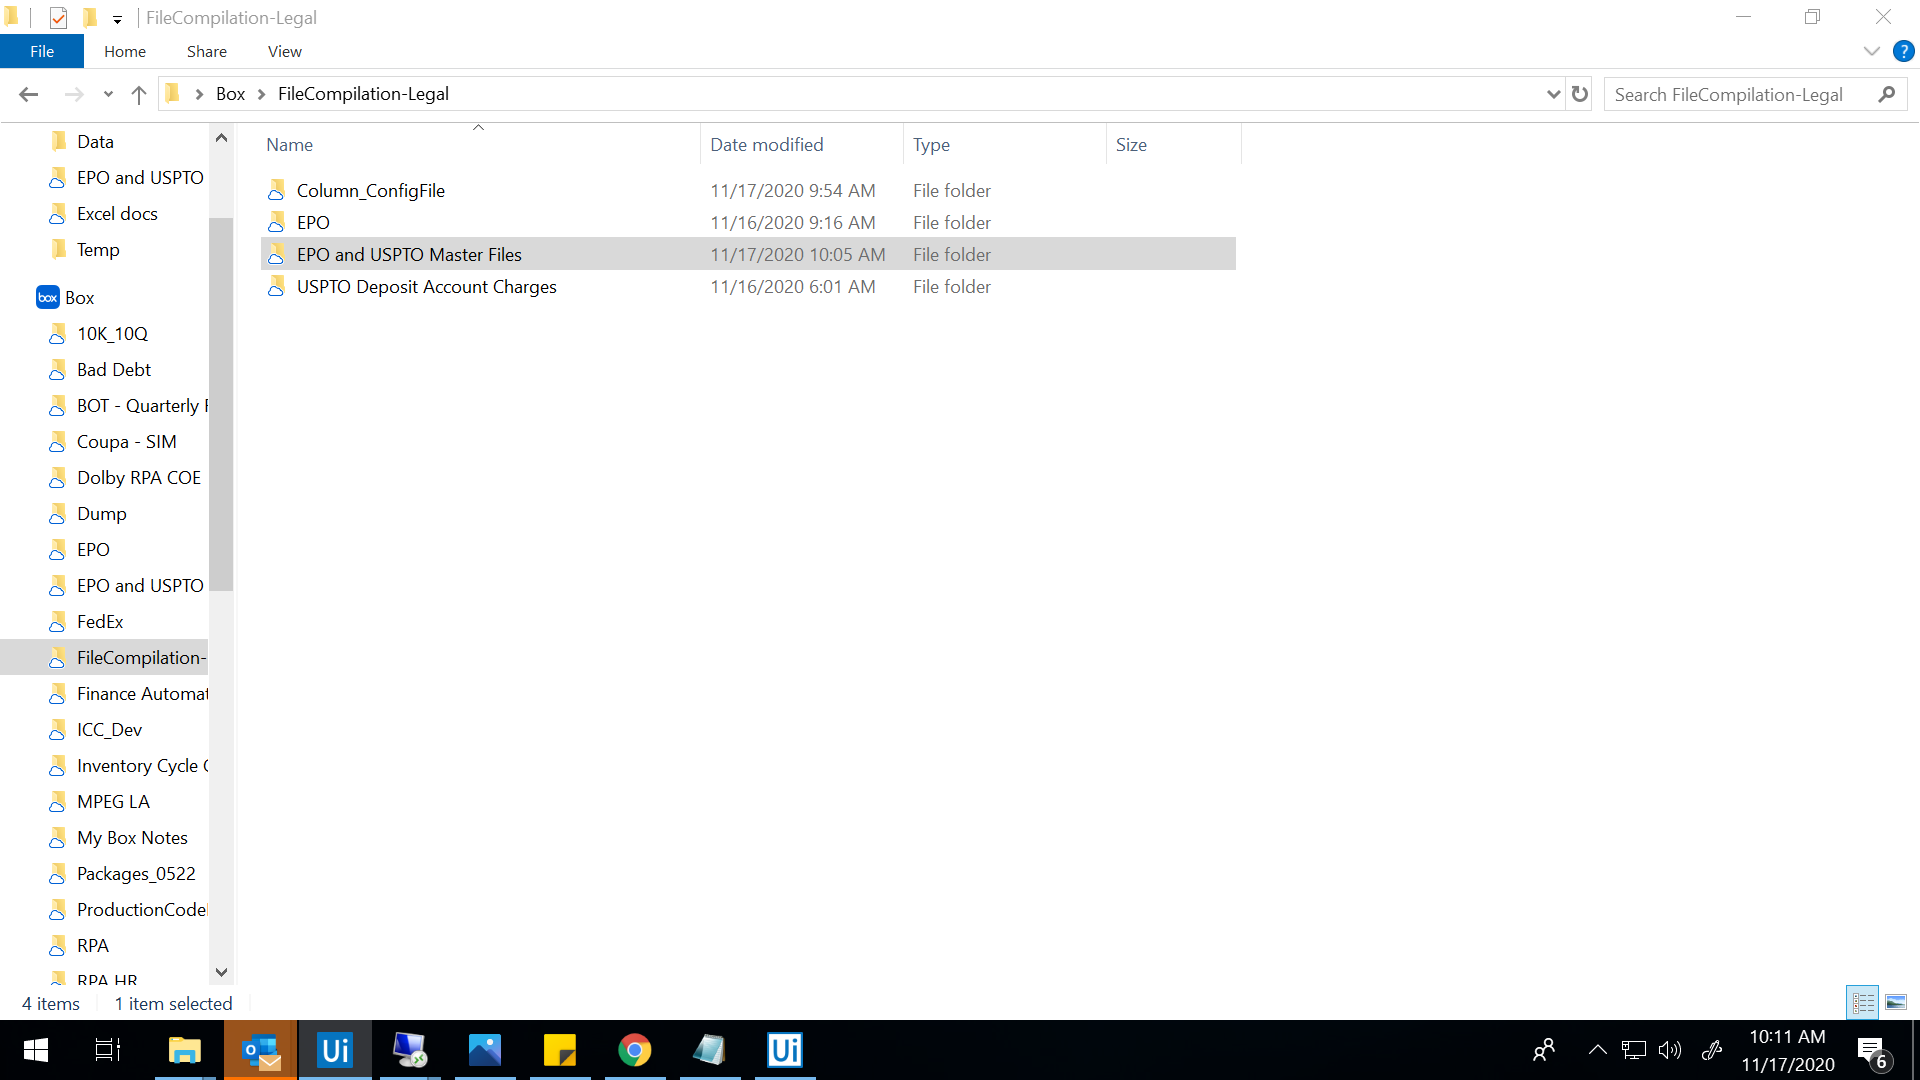 FileCompilation-Legal
File Home Share View
?
Box FileCompilation-Legal
Search FileCompilation-Legal
Data
EPO and USPTO
Excel docs
Temp
box Box
10K_10Q
Bad Debt
BOT - Quarterly
Coupa - SIM
Dolby RPA COE
Dump
EPO
EPO and USPTO
FedEx
FileCompilation-
Finance Automat
ICC_Dev
Inventory Cycle
MPEG LA
My Box Notes
Packages_0522
ProductionCode
RPA
RPA HR
Name Date modified Type Size
Column_ConfigFile 11/17/2020 9:54 AM File folder
EPO 11/16/2020 9:16 AM File folder
EPO and USPTO Master Files 11/17/2020 10:05 AM File folder
USPTO Deposit Account Charges 11/16/2020 6:01 AM File folder
4 items 1 item selected
o Ui Ui
10:11 AM
11/17/2020
6